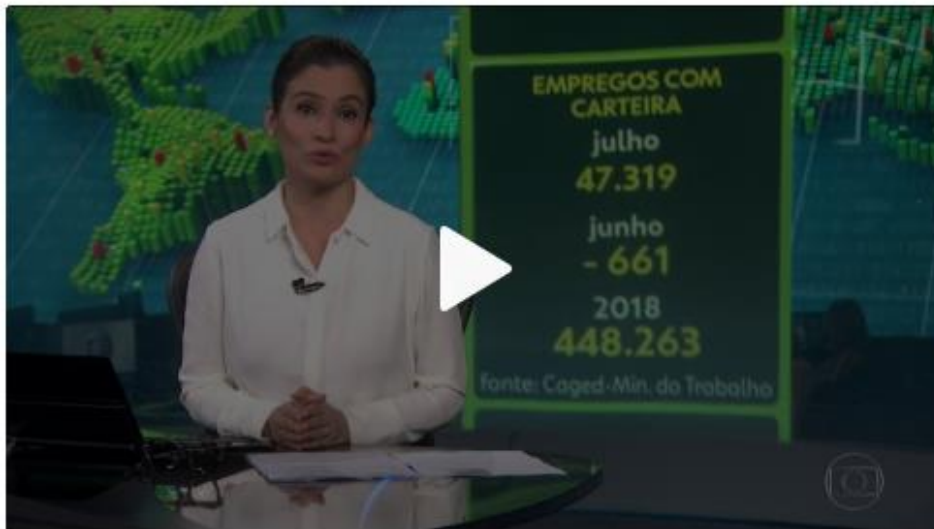 EMPREGOS COM
CARTEIRA
julho
47.319
junho
- 661
2018
448.263
fonte: Caged-Min. do Trabalho